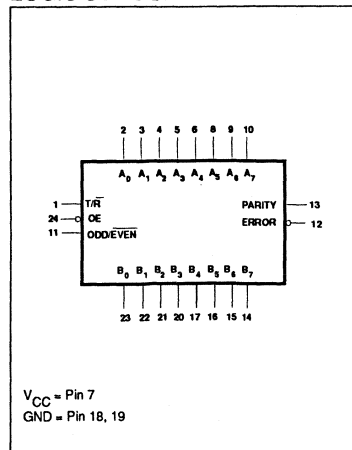 2 3 4 5 6 8 9 10
A0 A1 A2 A3 A4 A5 A6 A7
1 T/R̅ PARITY 13
24 OE ERROR 12
11 ODD/E̅V̅E̅N̅
B0 B1 B2 B3 B4 B5 B6 B7
23 22 21 20 17 16 15 14
VCC = Pin 7
GND = Pin 18, 19